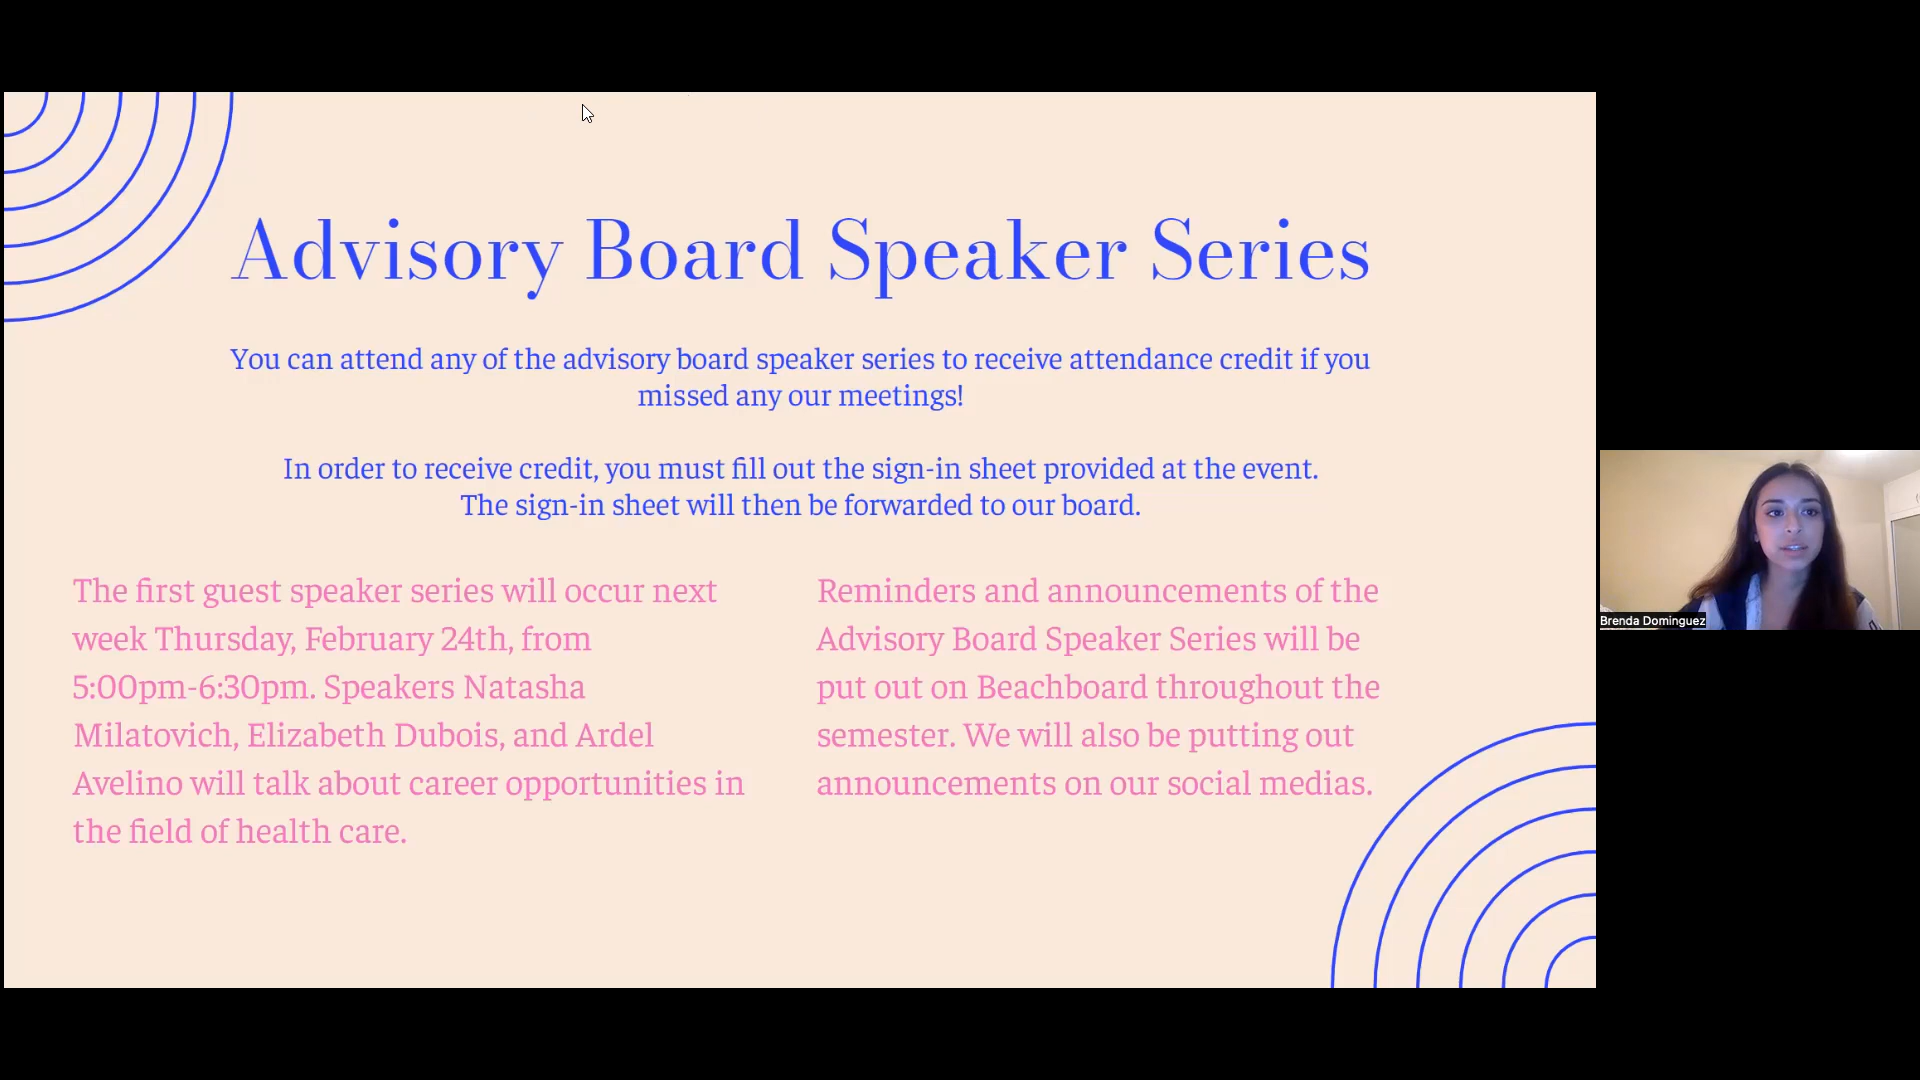 Advisory Board Speaker Series
You can attend any of the advisory board speaker series to receive attendance credit if you
missed any our meetings!
In order to receive credit, you must fill out the sign-in sheet provided at the event.
The sign-in sheet will then be forwarded to our board.
The first guest speaker series will occur next
week Thursday, February 24th, from
5:00pm-6:30pm. Speakers Natasha
Milatovich, Elizabeth Dubois, and Ardel
Avelino will talk about career opportunities in
the field of health care.
Reminders and announcements of the
Advisory Board Speaker Series will be
put out on Beachboard throughout the
semester. We will also be putting out
announcements on our social medias.
Brenda Dominguez